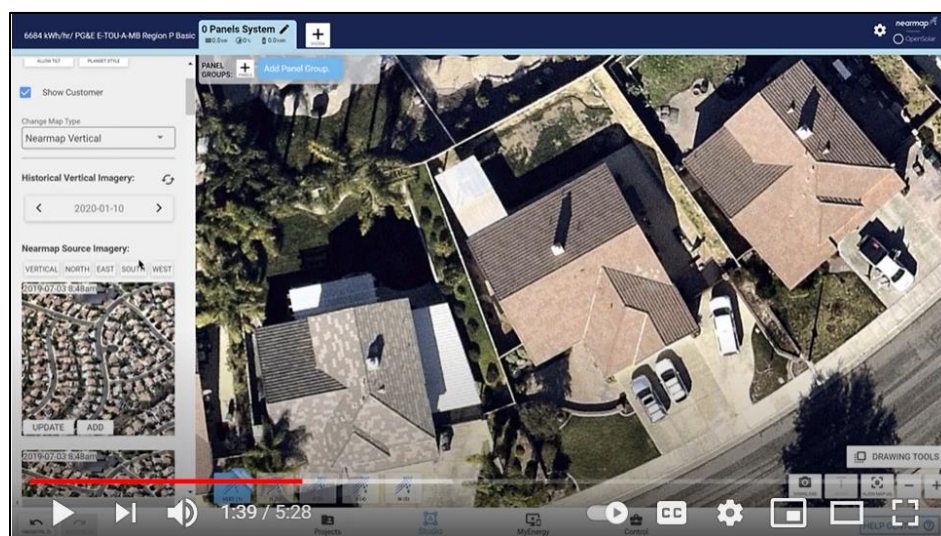 6684 kWh/hr/ PG&E E-TOU-A-MB Region P Basic
0 Panels System
0.0kW 0% 0.0kWh
SYSTEM
nearmap
OpenSolar
ALLOW TILT PLANSET STYLE
PANEL GROUPS:
Add Panel Group.
Show Customer
Change Map Type
Nearmap Vertical
Historical Vertical Imagery:
2020-01-10
Nearmap Source Imagery:
VERTICAL NORTH EAST SOUTH WEST
2019-07-03 8:48am
UPDATE ADD
2019-07-03 8:48am
DRAWING TOOLS
1:39 / 5:28
CC
Projects Studio MyEnergy Control
HELP